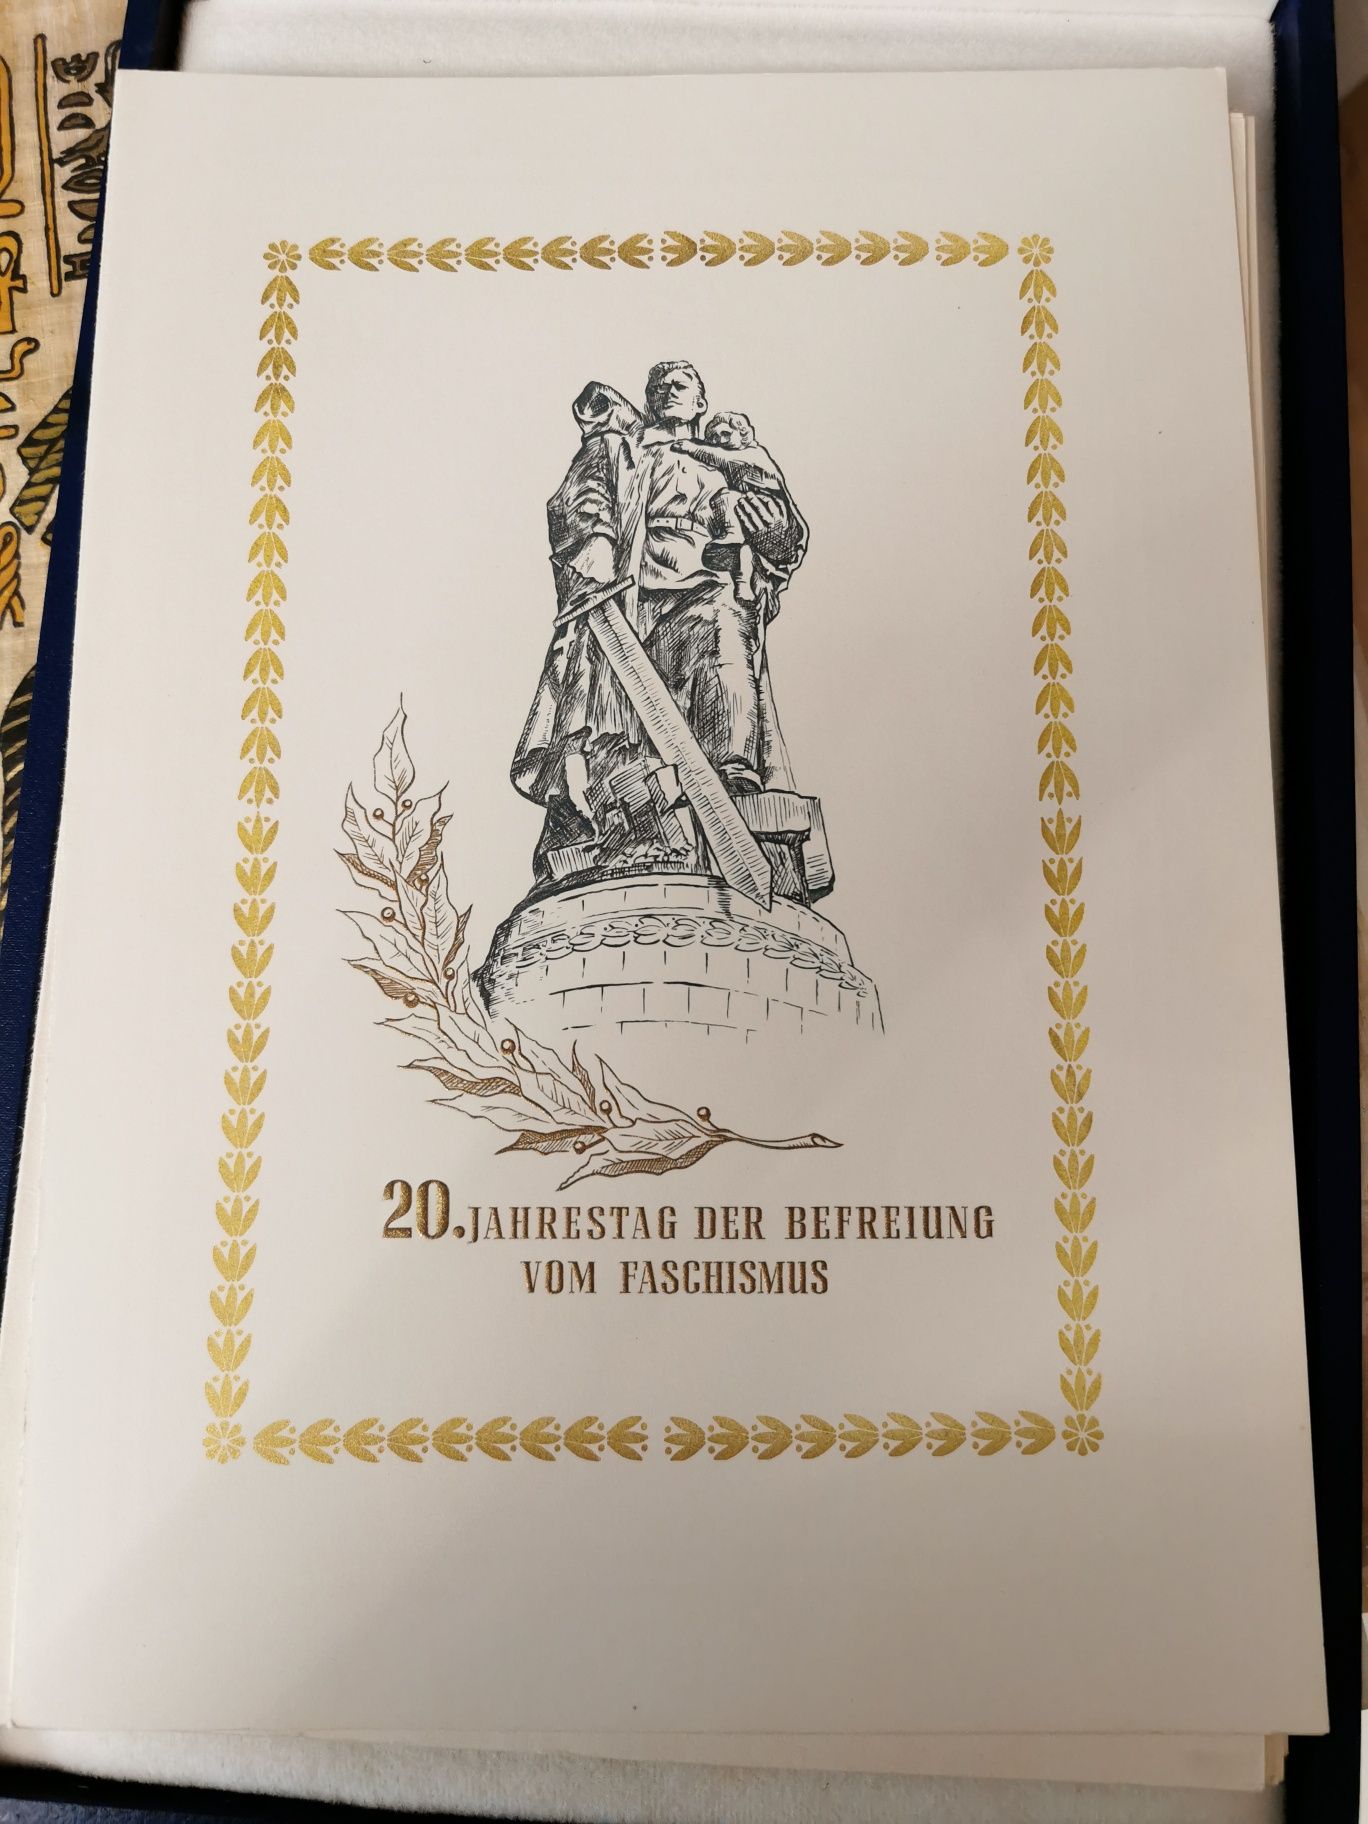 20. JAHRESTAG DER BEFREIUNG
VOM FASCHISMUS